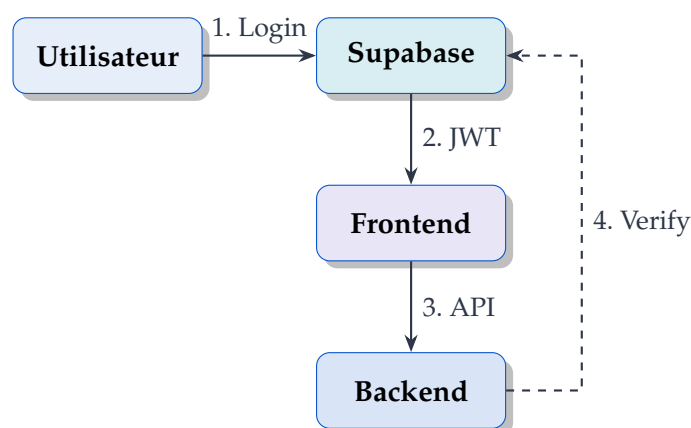 1. Login
Utilisateur
Supabase
2. JWT
Frontend
4. Verify
3. API
Backend